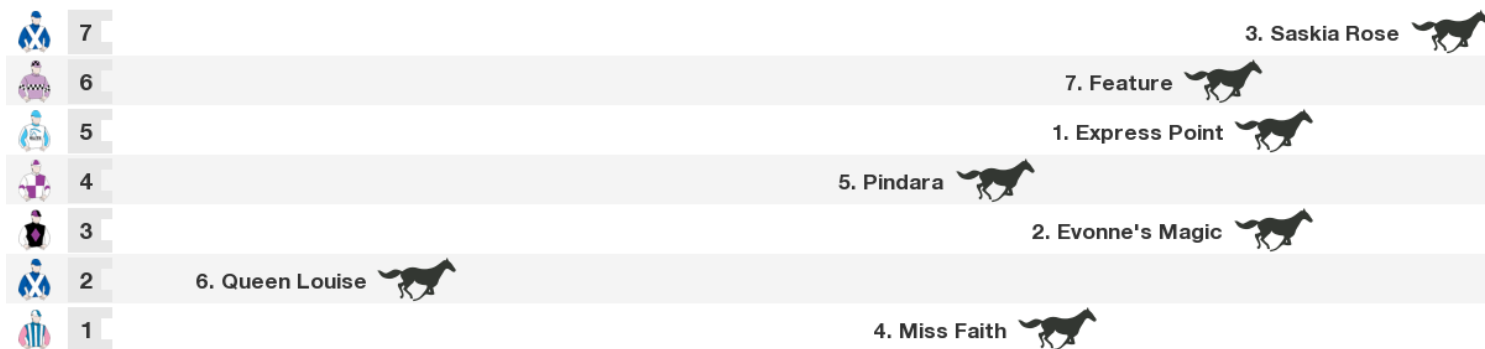 7 3. Saskia Rose
6 7. Feature
5 1. Express Point
4 5. Pindara
3 2. Evonne's Magic
2 6. Queen Louise
1 4. Miss Faith